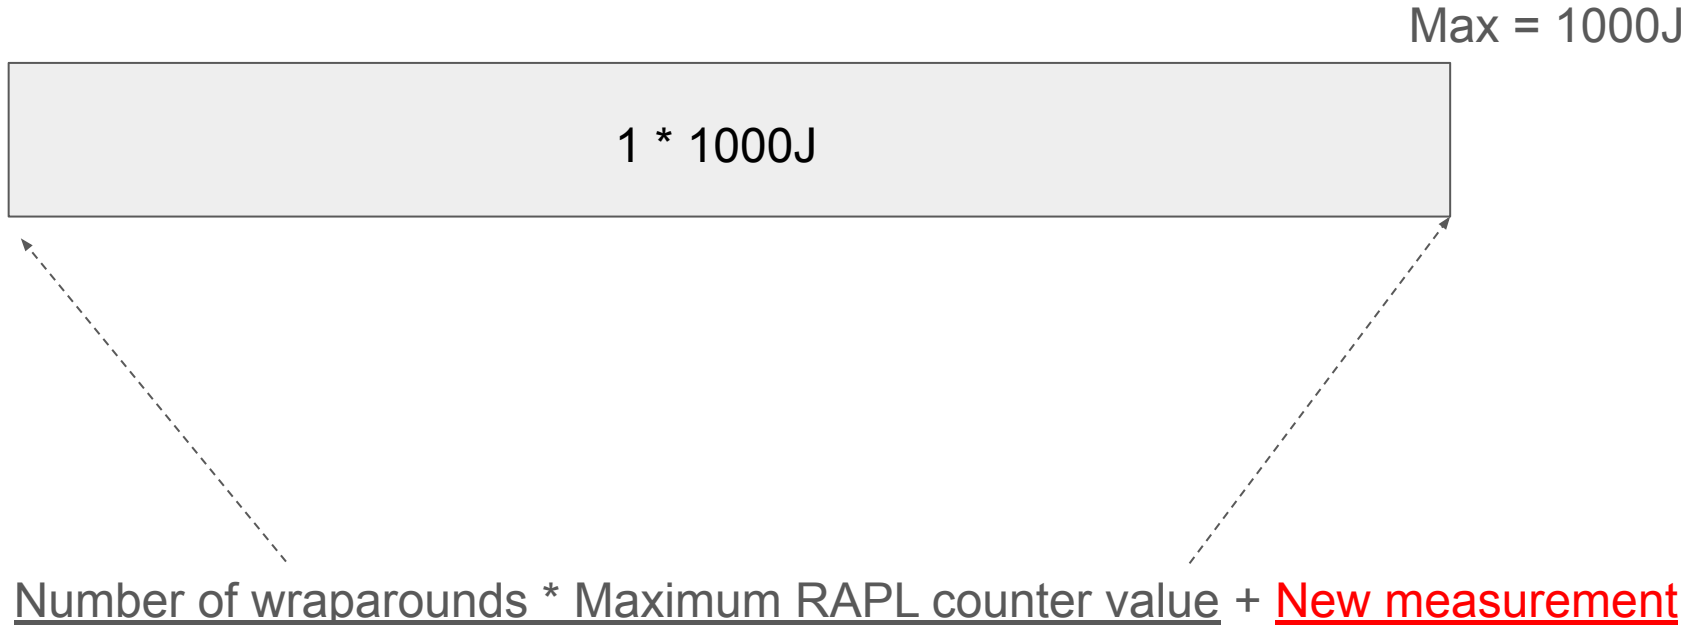 Max = 1000J
1 * 1000J
Number of wraparounds * Maximum RAPL counter value + New measurement